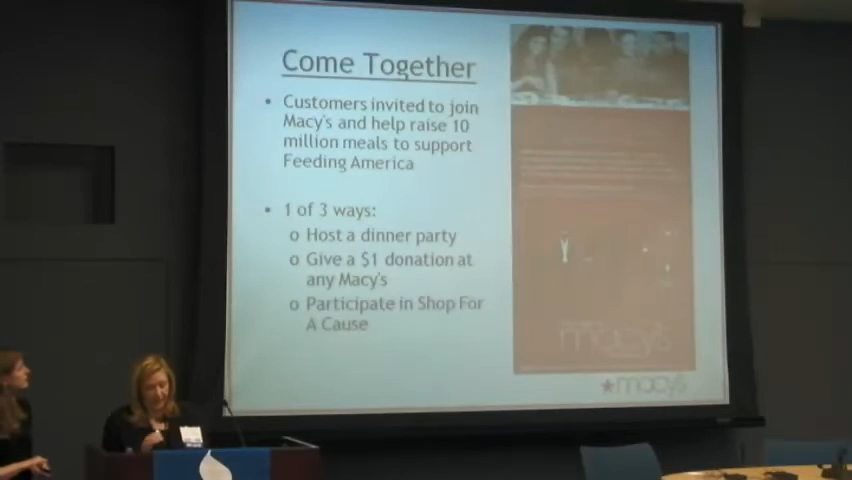 Come Together
• Customers invited to join
Macy's and help raise 10
million meals to support
Feeding America
• 1 of 3 ways:
o Host a dinner party
o Give a $1 donation at
any Macy's
o Participate in Shop For
A Cause
macy's
★macy's